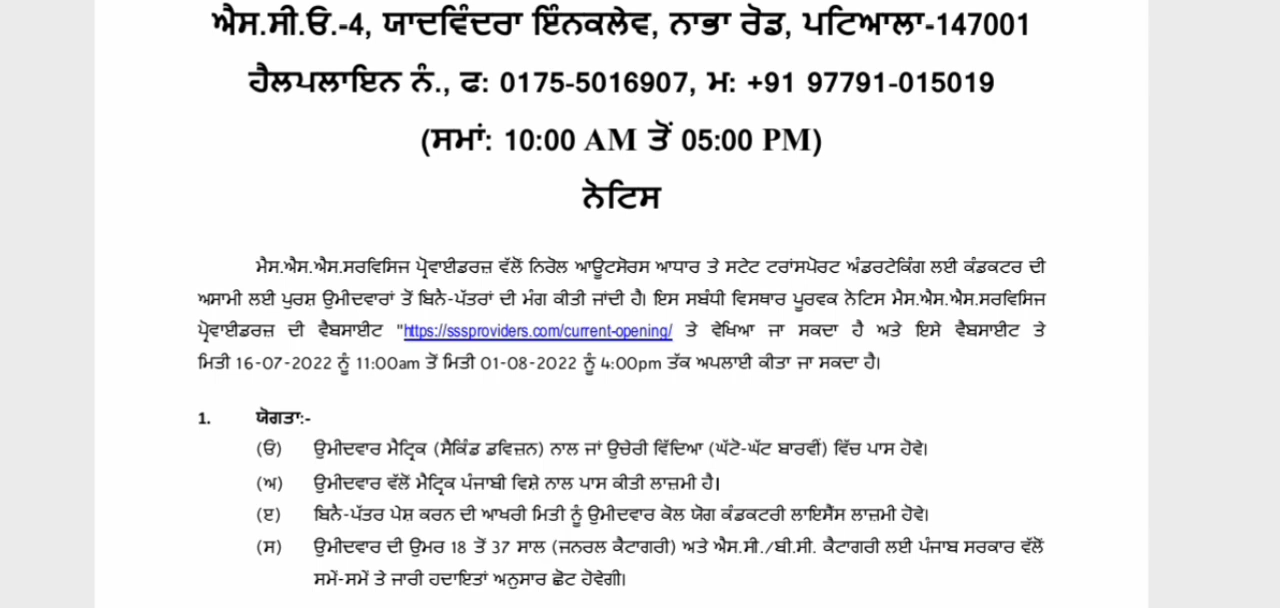 ਐਸ.ਸੀ.ਓ.-4, ਯਾਦਵਿੰਦਰਾ ਇੰਨਕਲੇਵ, ਨਾਭਾ ਰੋਡ, ਪਟਿਆਲਾ-147001
ਹੈਲਪਲਾਇਨ ਨੰ., ਫ: 0175-5016907, ਮ: +91 97791-015019
(ਸਮਾਂ: 10:00 AM ਤੋਂ 05:00 PM)
ਨੋਟਿਸ
ਮੈਸ.ਐਸ.ਐਸ.ਸਰਵਿਸਿਜ ਪ੍ਰੋਵਾਈਡਰਜ਼ ਵੱਲੋਂ ਨਿਰੋਲ ਆਊਟਸੋਰਸ ਆਧਾਰ ਤੇ ਸਟੇਟ ਟਰਾਂਸਪੋਰਟ ਅੰਡਰਟੇਕਿੰਗ ਲਈ ਕੰਡਕਟਰ ਦੀ
ਅਸਾਮੀ ਲਈ ਪੁਰਸ਼ ਉਮੀਦਵਾਰਾਂ ਤੋਂ ਬਿਨੈ-ਪੱਤਰਾਂ ਦੀ ਮੰਗ ਕੀਤੀ ਜਾਂਦੀ ਹੈ। ਇਸ ਸਬੰਧੀ ਵਿਸਥਾਰ ਪੂਰਵਕ ਨੋਟਿਸ ਮੈਸ.ਐਸ.ਐਸ.ਸਰਵਿਸਿਜ
ਪ੍ਰੋਵਾਈਡਰਜ਼ ਦੀ ਵੈਬਸਾਈਟ "https://sssproviders.com/current-opening/ ਤੇ ਵੇਖਿਆ ਜਾ ਸਕਦਾ ਹੈ ਅਤੇ ਇਸੇ ਵੈਬਸਾਈਟ ਤੇ
ਮਿਤੀ 16-07-2022 ਨੂੰ 11:00am ਤੋਂ ਮਿਤੀ 01-08-2022 ਨੂੰ 4:00pm ਤੱਕ ਅਪਲਾਈ ਕੀਤਾ ਜਾ ਸਕਦਾ ਹੈ।
1. ਯੋਗਤਾ:-
(ੳ) ਉਮੀਦਵਾਰ ਮੈਟ੍ਰਿਕ (ਸੈਕਿੰਡ ਡਵਿਜ਼ਨ) ਨਾਲ ਜਾਂ ਉਚੇਰੀ ਵਿੱਦਿਆ (ਘੱਟੋ-ਘੱਟ ਬਾਰਵੀਂ) ਵਿੱਚ ਪਾਸ ਹੋਵੇ।
(ਅ) ਉਮੀਦਵਾਰ ਵੱਲੋਂ ਮੈਟ੍ਰਿਕ ਪੰਜਾਬੀ ਵਿਸ਼ੇ ਨਾਲ ਪਾਸ ਕੀਤੀ ਲਾਜ਼ਮੀ ਹੈ।
(ੲ) ਬਿਨੈ-ਪੱਤਰ ਪੇਸ਼ ਕਰਨ ਦੀ ਆਖਰੀ ਮਿਤੀ ਨੂੰ ਉਮੀਦਵਾਰ ਕੋਲ ਯੋਗ ਕੰਡਕਟਰੀ ਲਾਇਸੈਂਸ ਲਾਜ਼ਮੀ ਹੋਵੇ।
(ਸ) ਉਮੀਦਵਾਰ ਦੀ ਉਮਰ 18 ਤੋਂ 37 ਸਾਲ (ਜਨਰਲ ਕੈਟਾਗਰੀ) ਅਤੇ ਐਸ.ਸੀ./ਬੀ.ਸੀ. ਕੈਟਾਗਰੀ ਲਈ ਪੰਜਾਬ ਸਰਕਾਰ ਵੱਲੋਂ
ਸਮੇਂ-ਸਮੇਂ ਤੇ ਜਾਰੀ ਹਦਾਇਤਾਂ ਅਨੁਸਾਰ ਛੋਟ ਹੋਵੇਗੀ।